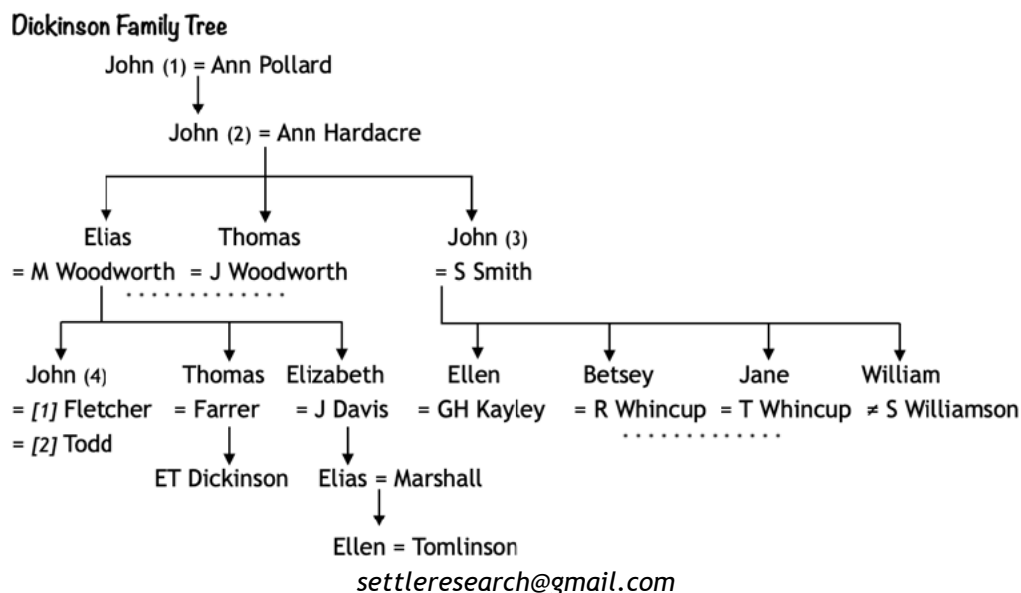 Dickinson Family Tree
John (1) = Ann Pollard
John (2) = Ann Hardacre
Elias Thomas John (3)
= M Woodworth = J Woodworth = S Smith
John (4) Thomas Elizabeth Ellen Betsey Jane William
= [1] Fletcher = Farrer = J Davis = GH Kayley = R Whincup = T Whincup ≠ S Williamson
= [2] Todd
ET Dickinson Elias = Marshall
Ellen = Tomlinson
settleresearch@gmail.com